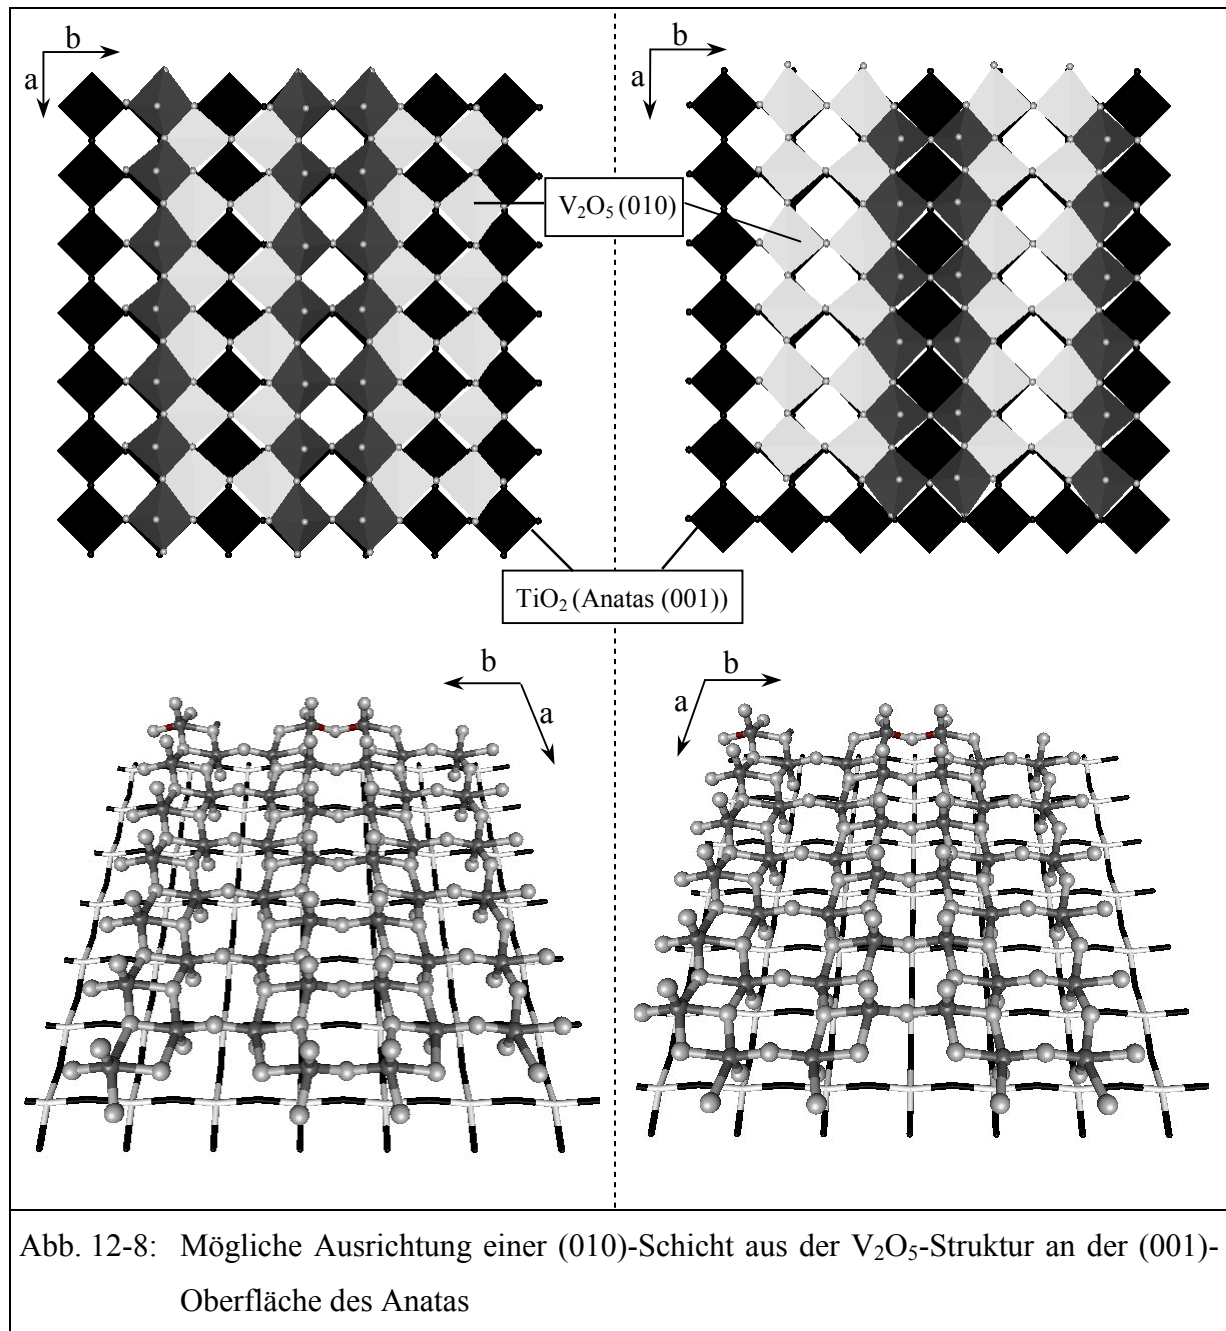 b
a
b
a
V₂O₅ (010)
TiO₂ (Anatas (001))
b
a
b
a
Abb. 12-8: Mögliche Ausrichtung einer (010)-Schicht aus der V₂O₅-Struktur an der (001)-
Oberfläche des Anatas